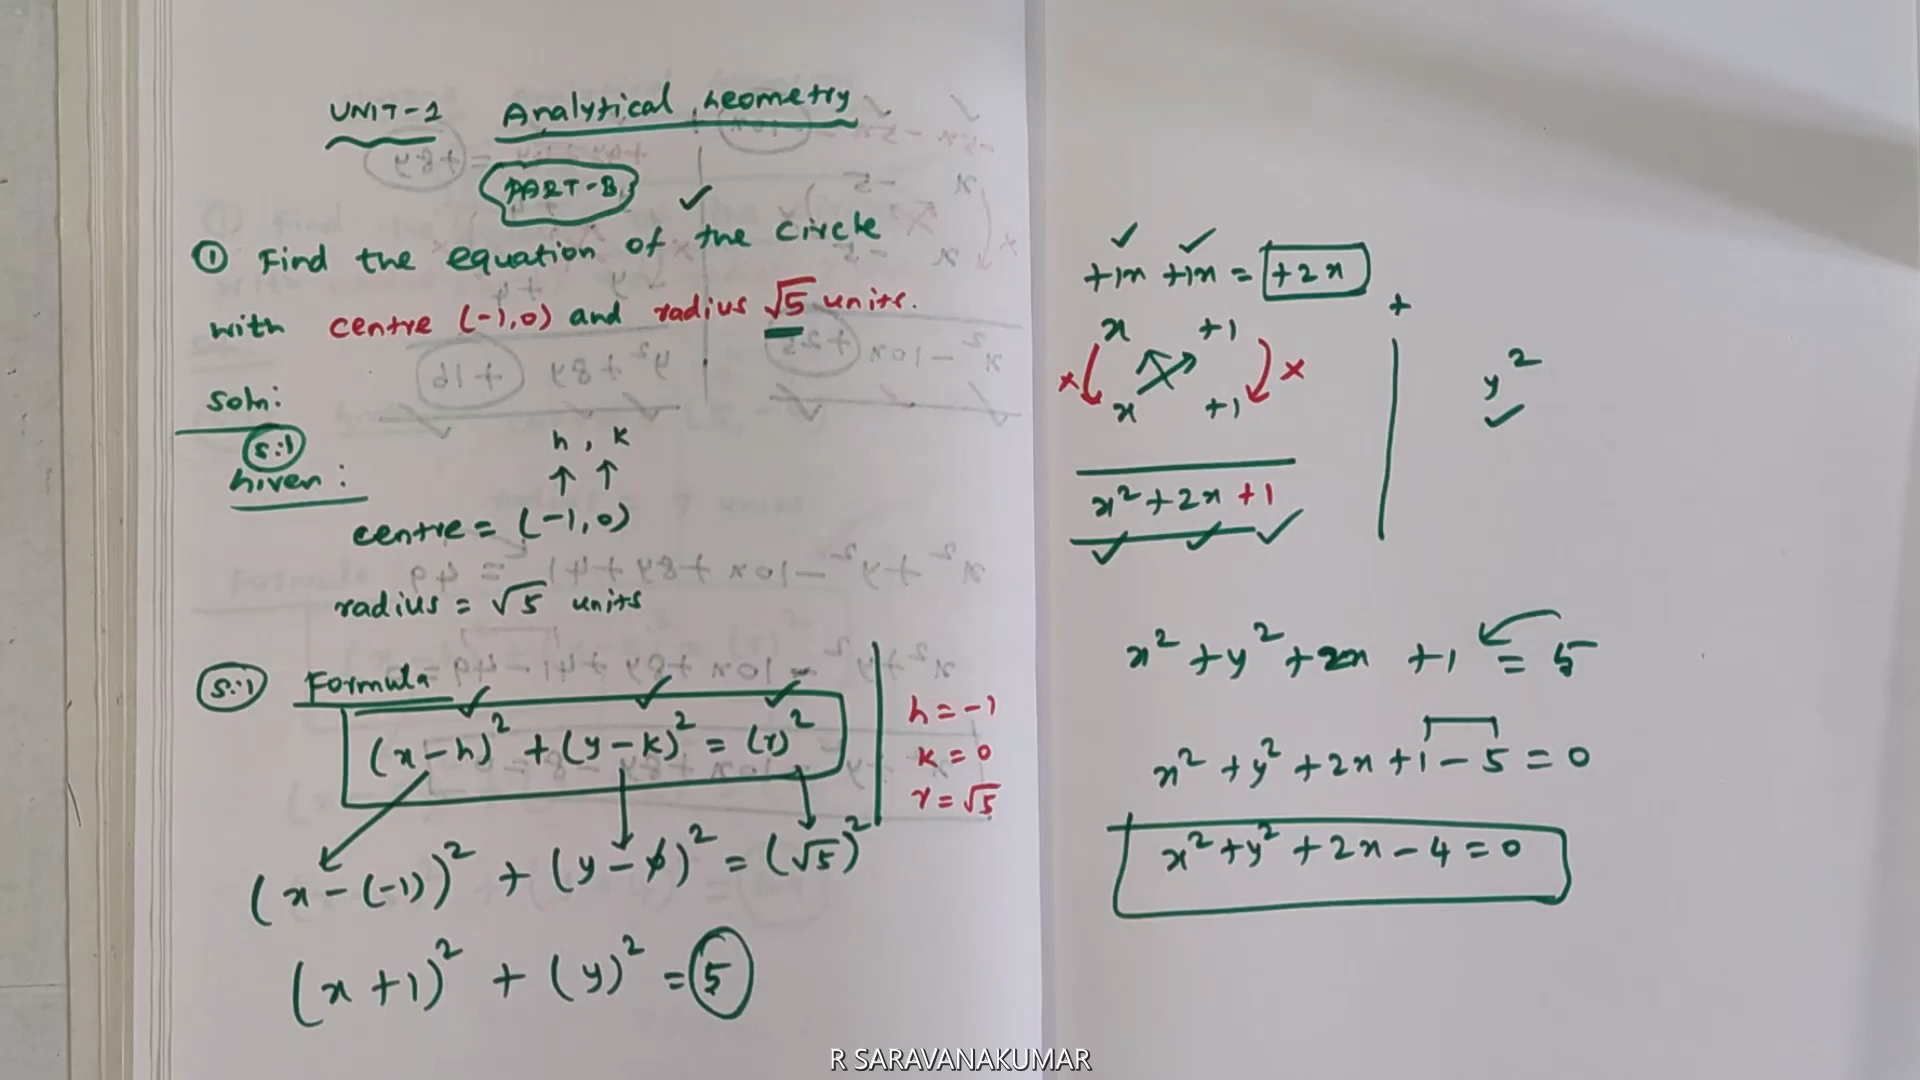 UNIT-1 Analytical Geometry
PART-B
① Find the equation of the circle
with centre (-1,0) and radius √5 units.
Soln:
S:1
Given:
h, k
centre = (-1,0)
radius = √5 units
S:1 Formula
(x-h)² + (y-k)² = (r)²
h = -1
k = 0
r = √5
(x-(-1))² + (y-0)² = (√5)²
(x+1)² + (y)² = 5
+1x +1x = +2x
x +1 +
x x y²
x +1
x²+2x+1
x²+y²+2x +1 = 5
x²+y²+2x+1-5=0
x²+y²+2x-4=0
R SARAVANAKUMAR